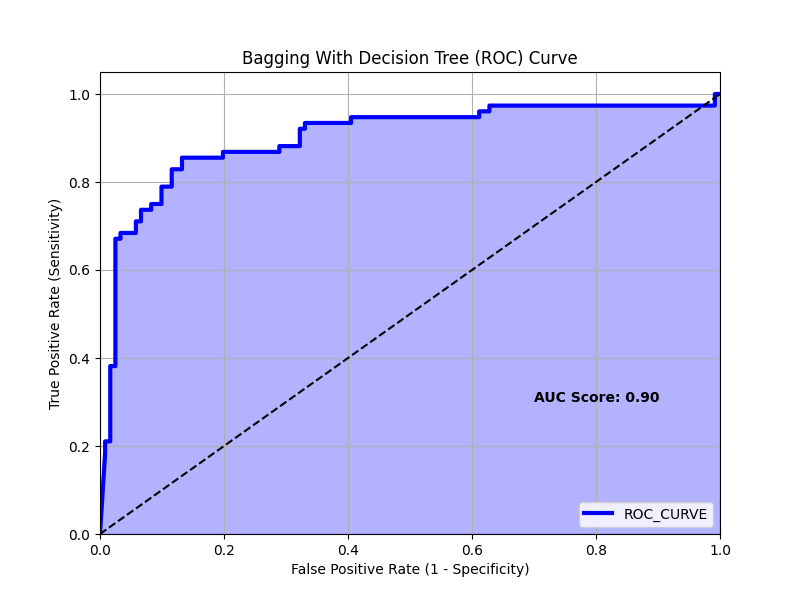 Bagging With Decision Tree (ROC) Curve
True Positive Rate (Sensitivity)
1.0
0.8
0.6
0.4
0.2
0.0
AUC Score: 0.90
ROC_CURVE
0.0 0.2 0.4 0.6 0.8 1.0
False Positive Rate (1 - Specificity)